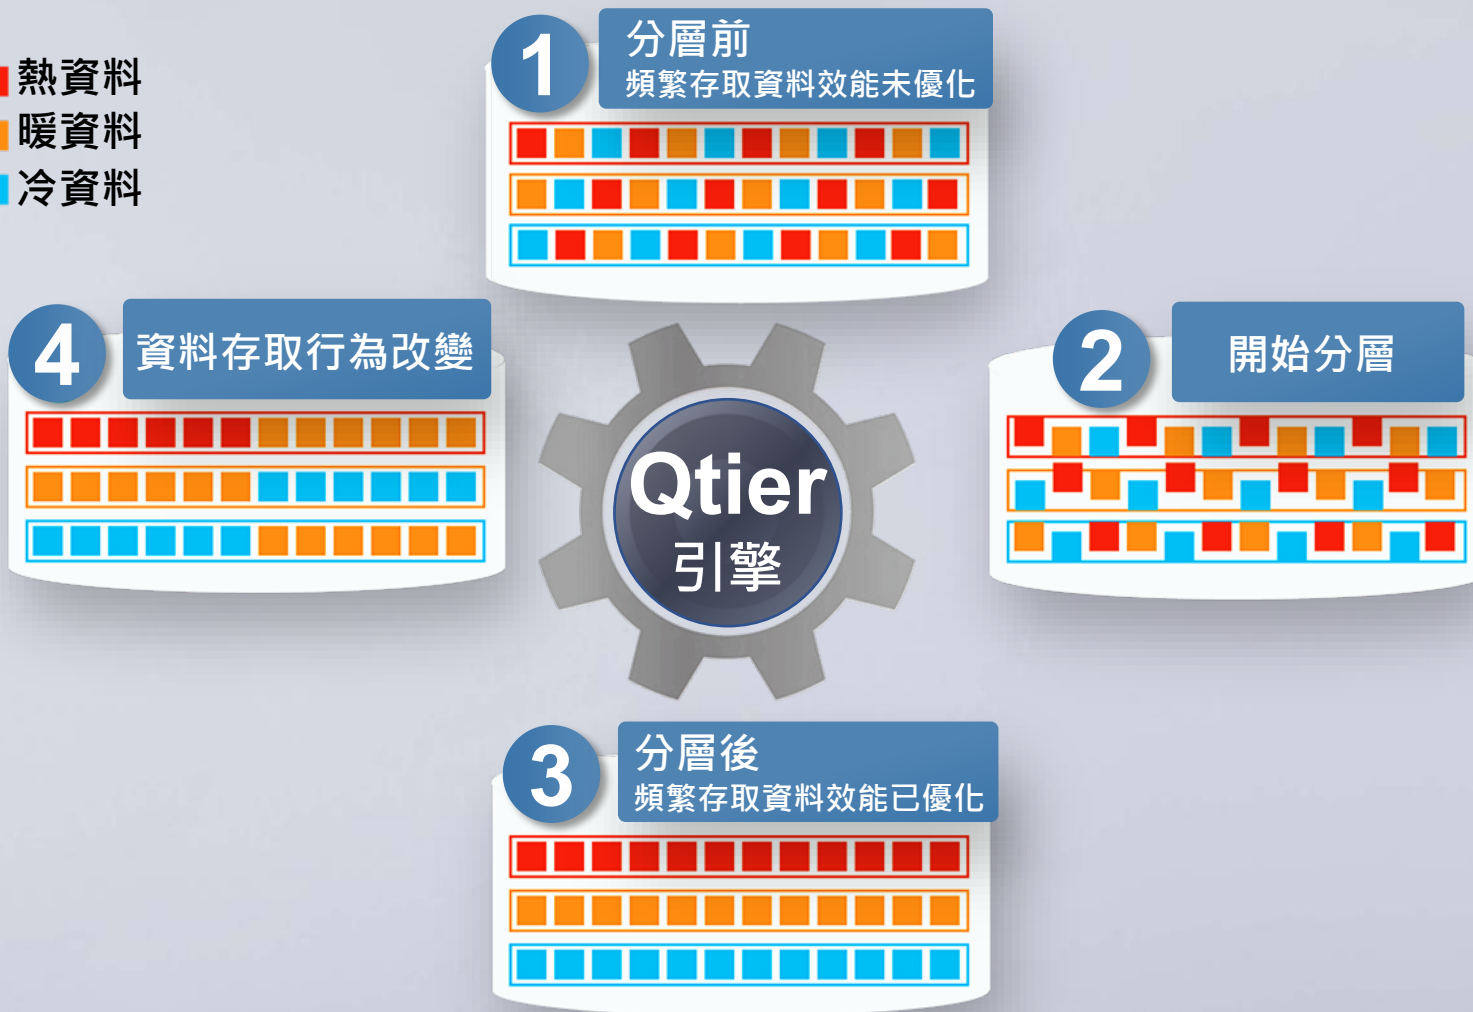 熱資料
暖資料
冷資料
1
分層前
頻繁存取資料效能未優化
4
資料存取行為改變
2
開始分層
Qtier
引擎
3
分層後
頻繁存取資料效能已優化